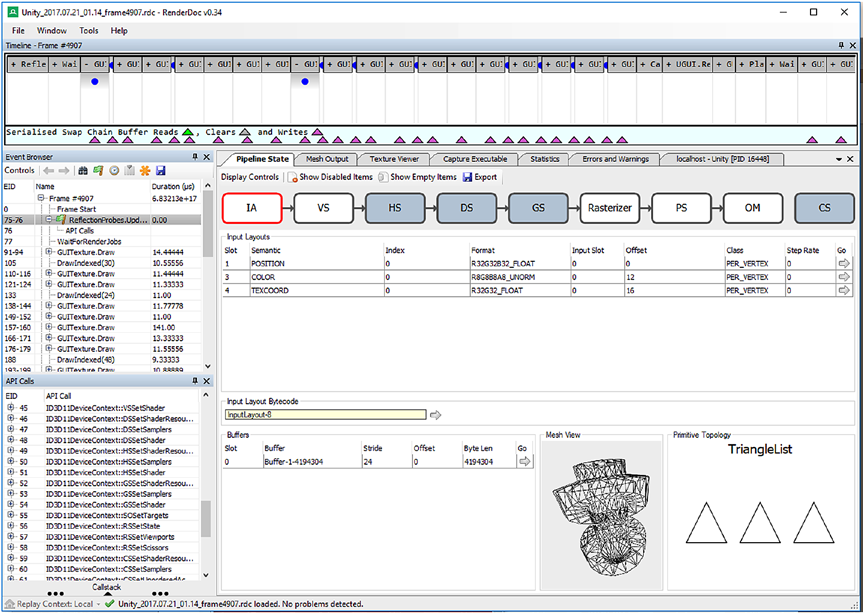 Unity_2017.07.21_01.14_frame4907.rdc - RenderDoc v0.34
File Window Tools Help
Timeline - Frame #4907
+ Refle + Wai - GUI + GUI + GUI + GUI + GUI + GUI + GUI - GUI + GUI + GUI + GUI + GUI + GUI + GUI + GUI + GUI + GUI + GUI + Ca + UGUI.Re + G + Pla + Wai + GUI + GUI
Serialised Swap Chain Buffer Reads , Clears and Writes
Event Browser
Controls
EID Name Duration (µs)
Frame #4907 6.83213e+17
0 Frame Start
75-76 ReflectionProbes.Upd... 0.00
76 API Calls
77 WaitForRenderJobs
91-94 GUITexture.Draw 14.44444
105 DrawIndexed(30) 10.55556
110-116 GUITexture.Draw 11.44444
121-124 GUITexture.Draw 11.33333
133 DrawIndexed(24) 11.00
138-144 GUITexture.Draw 11.77778
149-152 GUITexture.Draw 11.00
157-160 GUITexture.Draw 141.00
166-171 GUITexture.Draw 13.33333
176-179 GUITexture.Draw 11.55556
188 DrawIndexed(48) 9.33333
193-199 GUITexture.Draw 10.88889
API Calls
EID API Call
45 ID3D11DeviceContext::VSSetShader
46 ID3D11DeviceContext::DSSetShaderResou...
47 ID3D11DeviceContext::DSSetSamplers
48 ID3D11DeviceContext::DSSetShader
49 ID3D11DeviceContext::HSSetShaderResou...
50 ID3D11DeviceContext::HSSetSamplers
51 ID3D11DeviceContext::HSSetShader
52 ID3D11DeviceContext::GSSetShaderResou...
53 ID3D11DeviceContext::GSSetSamplers
54 ID3D11DeviceContext::GSSetShader
55 ID3D11DeviceContext::SOSetTargets
56 ID3D11DeviceContext::RSSetState
57 ID3D11DeviceContext::RSSetViewports
58 ID3D11DeviceContext::RSSetScissors
59 ID3D11DeviceContext::CSSetShaderResou...
60 ID3D11DeviceContext::CSSetSamplers
61 ID3D11DeviceContext::CSSetUnorderedAc...
Callstack
Pipeline State Mesh Output Texture Viewer Capture Executable Statistics Errors and Warnings localhost - Unity [PID 16448]
Display Controls Show Disabled Items Show Empty Items Export
IA VS HS DS GS Rasterizer PS OM CS
Input Layouts
Slot Semantic Index Format Input Slot Offset Class Step Rate Go
1 POSITION 0 R32G32B32_FLOAT 0 0 PER_VERTEX 0
3 COLOR 0 R8G8B8A8_UNORM 0 12 PER_VERTEX 0
4 TEXCOORD 0 R32G32_FLOAT 0 16 PER_VERTEX 0
Input Layout Bytecode
InputLayout-8
Buffers
Slot Buffer Stride Offset Byte Len Go
0 Buffer-1-4194304 24 0 4194304
Mesh View
Primitive Topology
TriangleList
Replay Context: Local - Unity_2017.07.21_01.14_frame4907.rdc loaded. No problems detected.